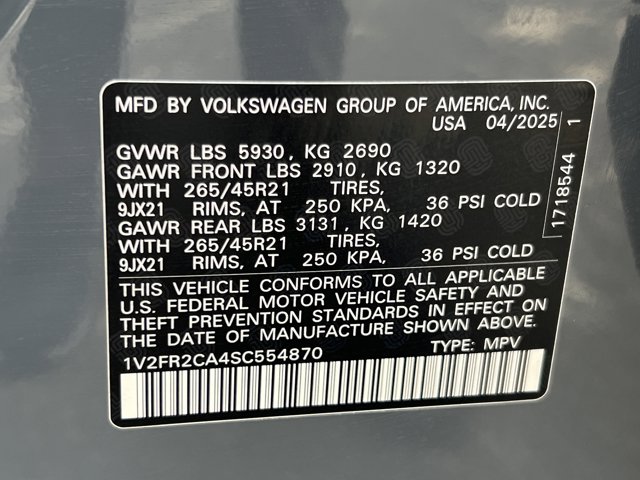 MFD BY VOLKSWAGEN GROUP OF AMERICA, INC.
USA 04/2025
GVWR LBS 5930, KG 2690
GAWR FRONT LBS 2910, KG 1320
WITH 265/45R21 TIRES,
9JX21 RIMS, AT 250 KPA, 36 PSI COLD
GAWR REAR LBS 3131, KG 1420
WITH 265/45R21 TIRES,
9JX21 RIMS, AT 250 KPA, 36 PSI COLD
THIS VEHICLE CONFORMS TO ALL APPLICABLE
U.S. FEDERAL MOTOR VEHICLE SAFETY AND
THEFT PREVENTION STANDARDS IN EFFECT ON
THE DATE OF MANUFACTURE SHOWN ABOVE.
1V2FR2CA4SC554870 TYPE: MPV
1718544 1